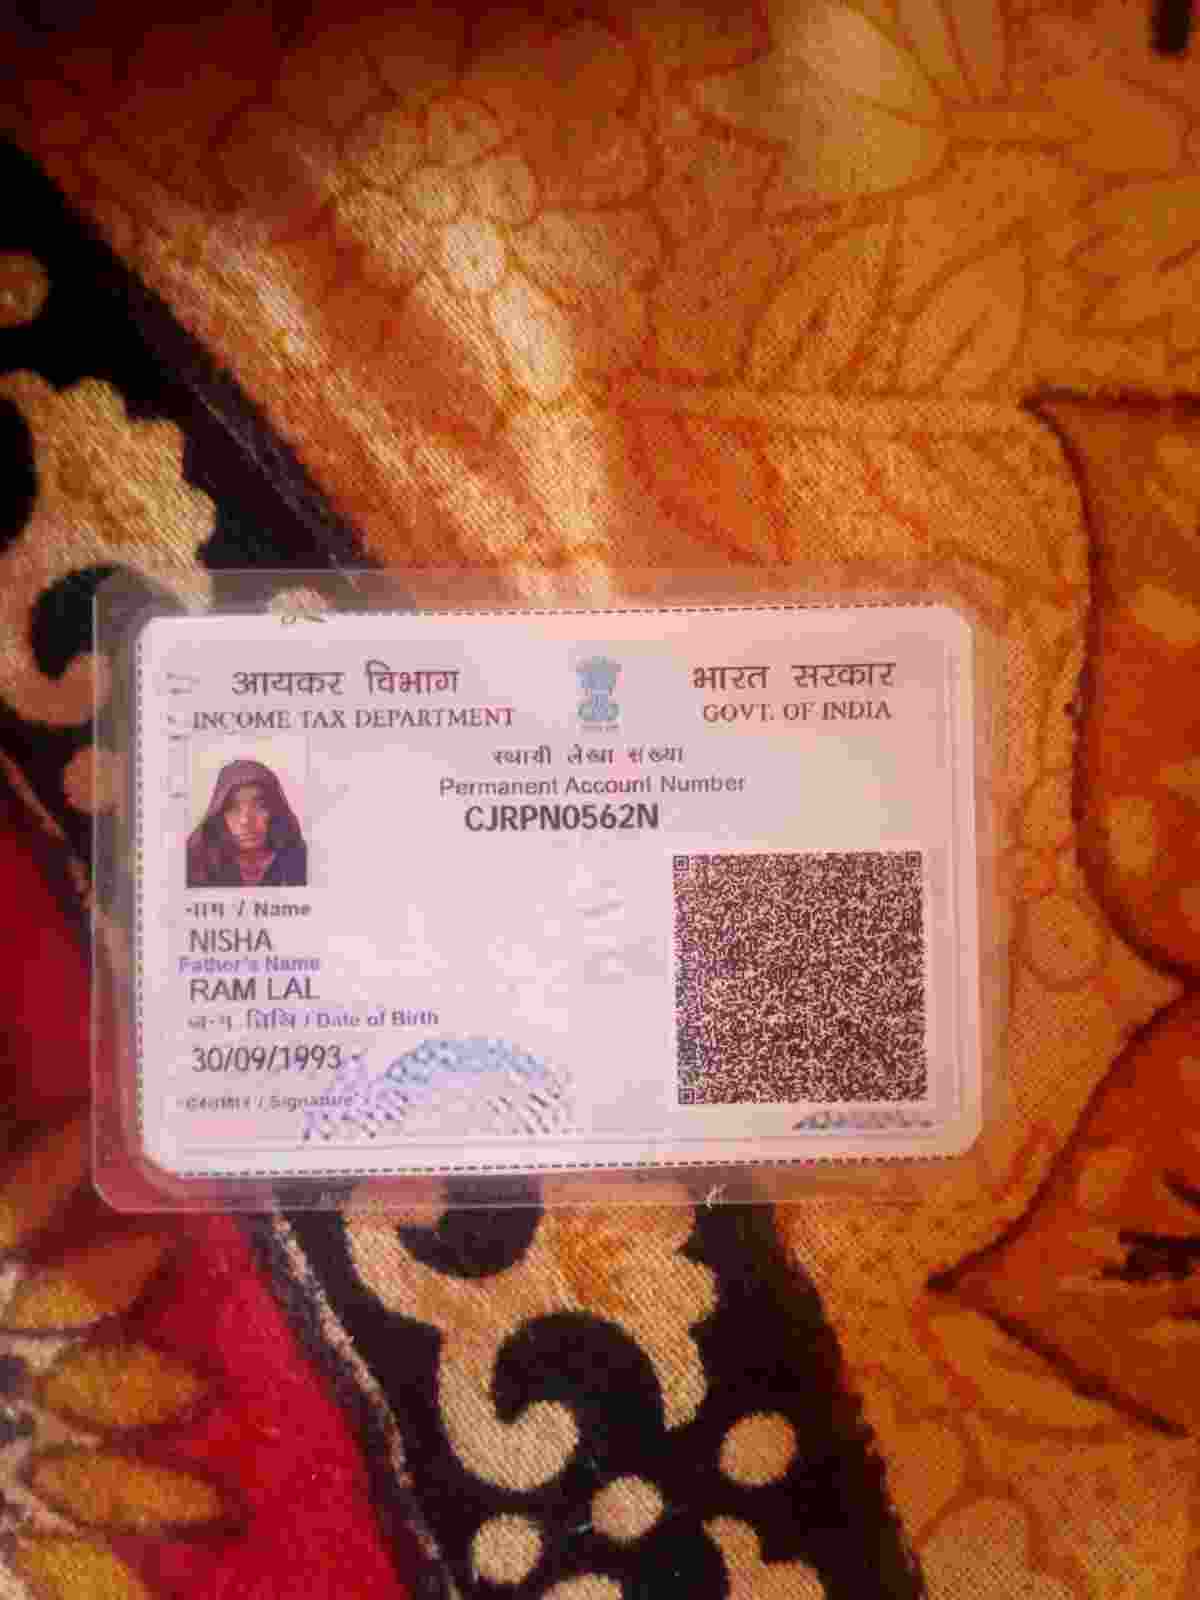 आयकर विभाग
INCOME TAX DEPARTMENT
भारत सरकार
GOVT. OF INDIA
स्थायी लेखा संख्या
Permanent Account Number
CJRPN0562N
नाम / Name
NISHA
Father's Name
RAM LAL
जन्म तिथि / Date of Birth
30/09/1993
हस्ताक्षर / Signature